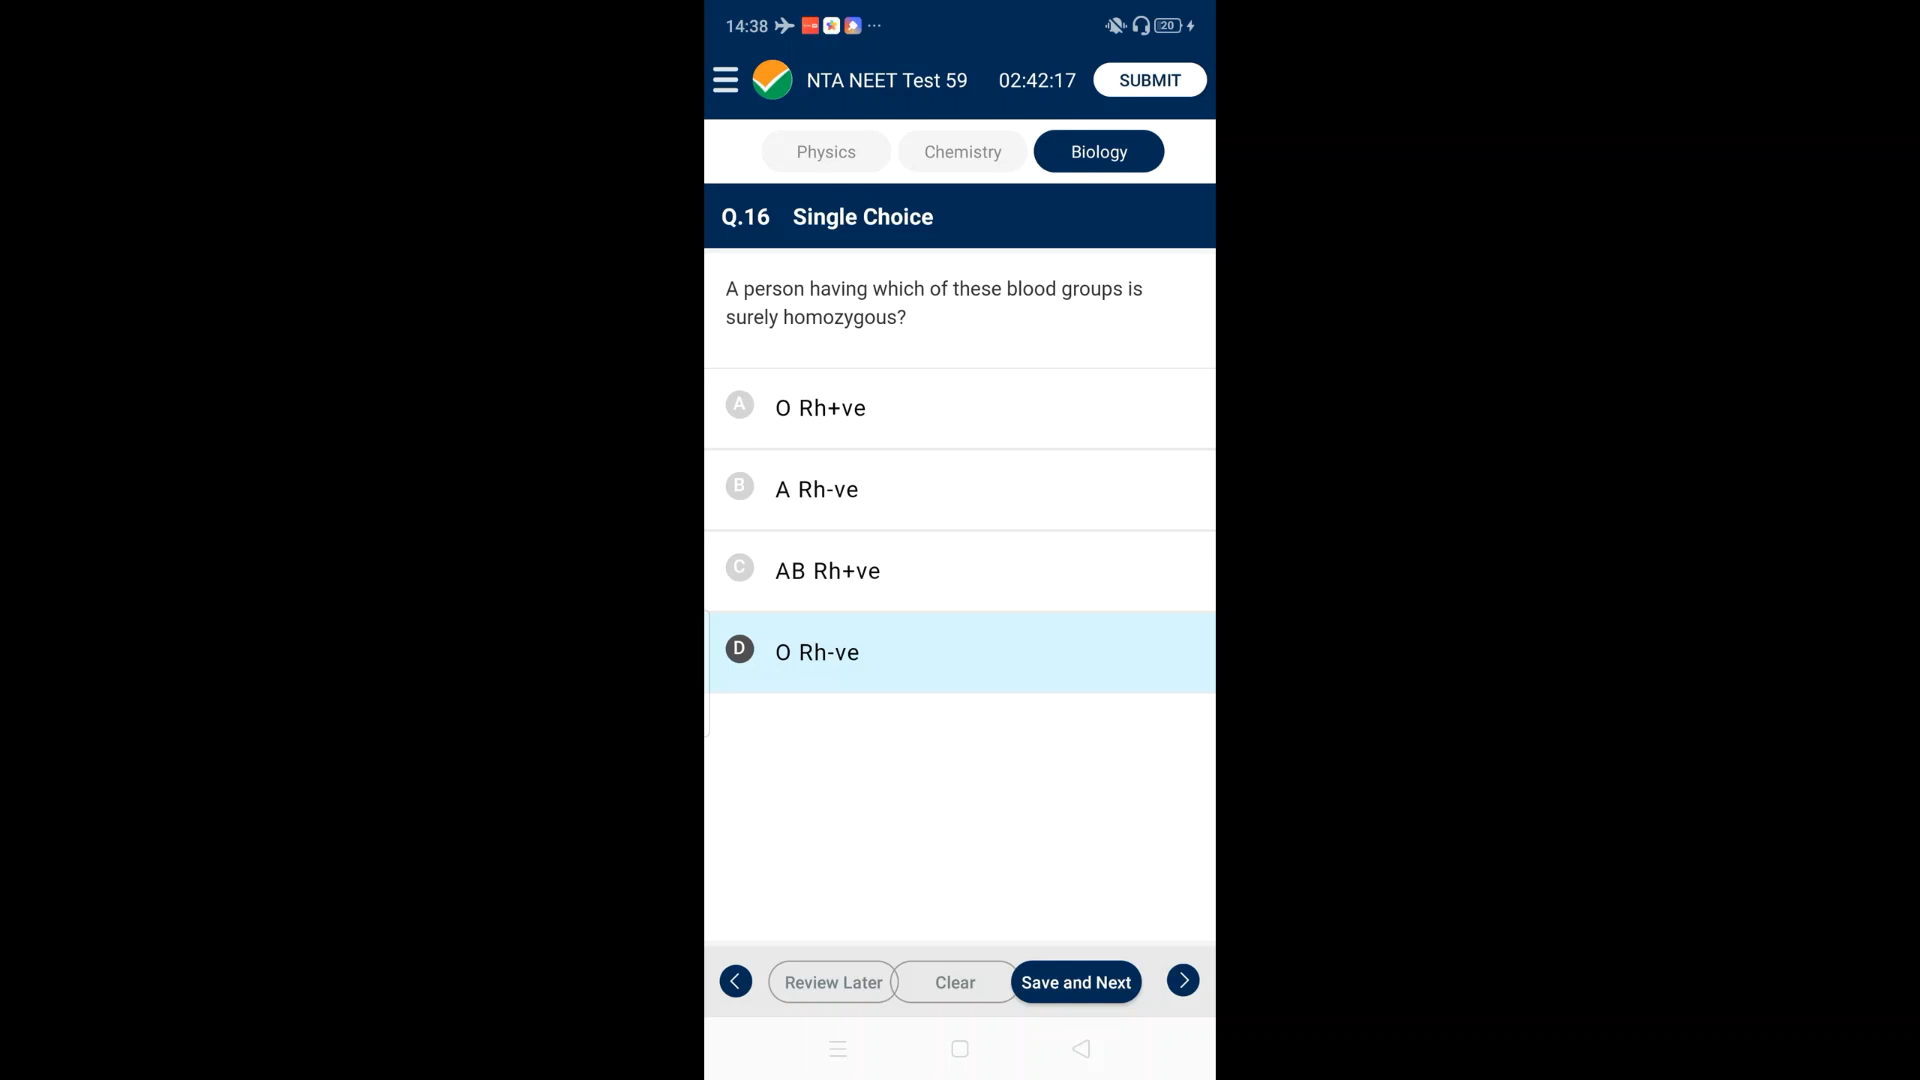 14:38 ...
20
NTA NEET Test 59 02:42:17 SUBMIT
Physics Chemistry Biology
Q.16 Single Choice
A person having which of these blood groups is
surely homozygous?
A O Rh+ve
B A Rh-ve
C AB Rh+ve
D O Rh-ve
Review Later Clear Save and Next